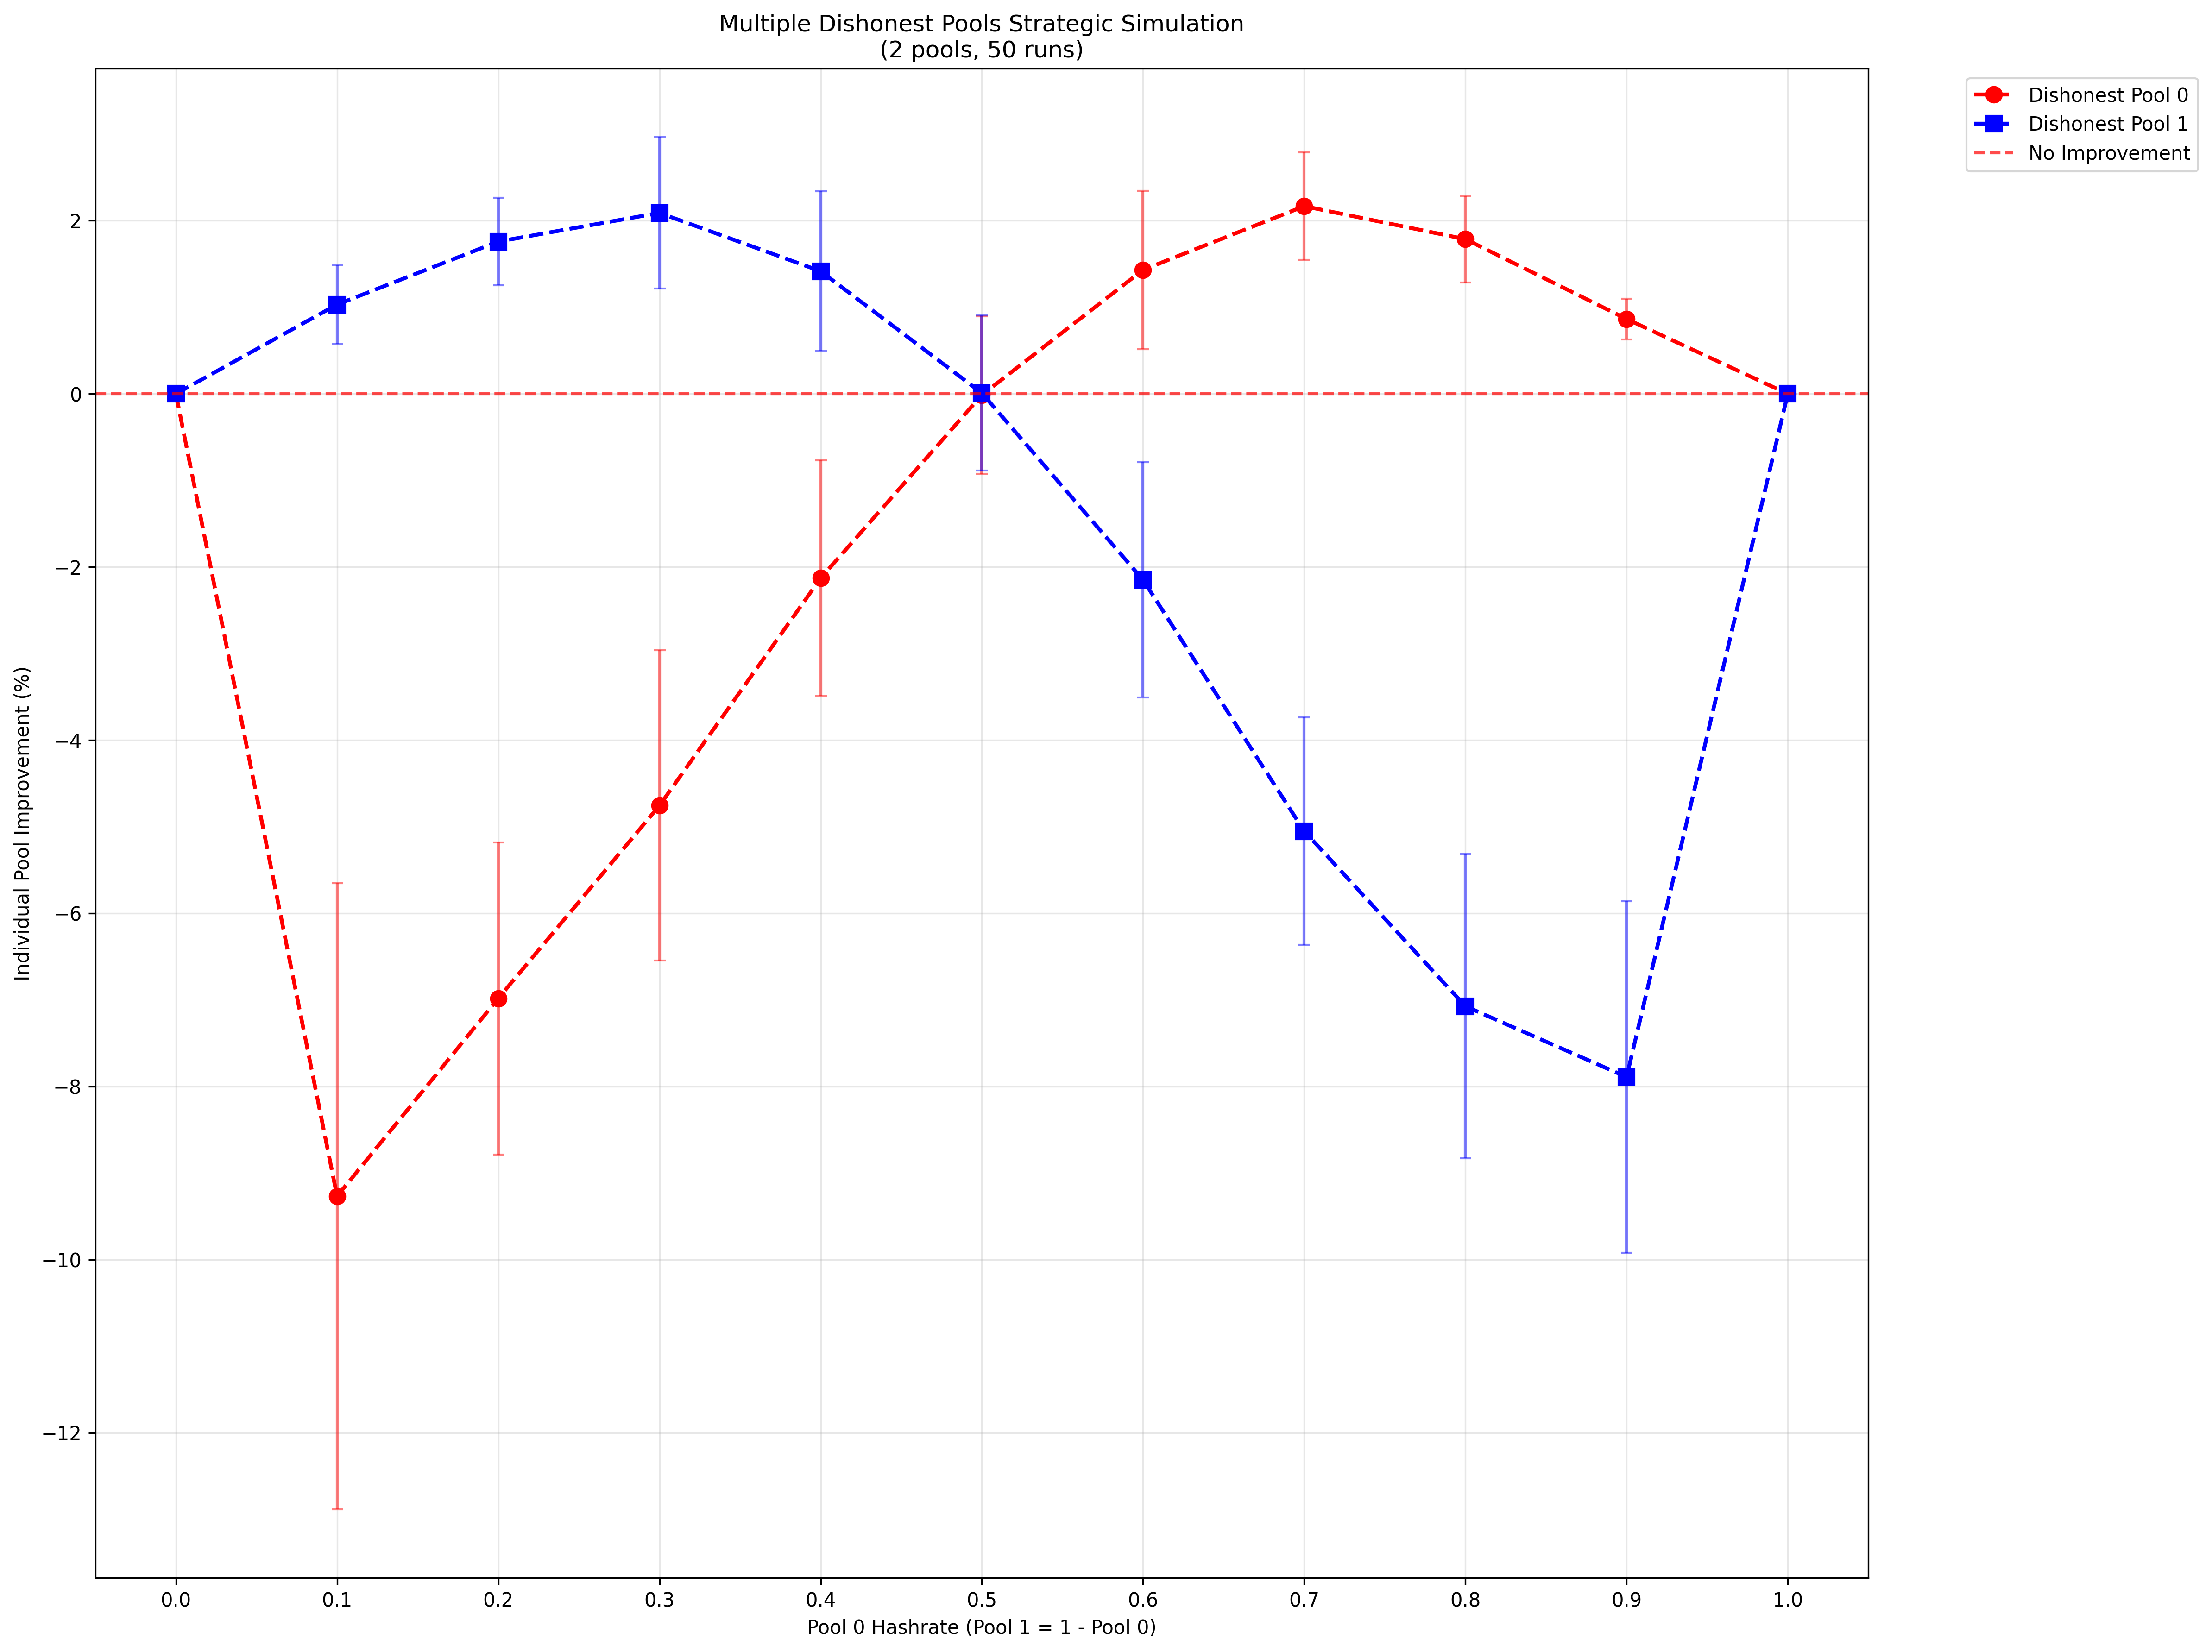 Multiple Dishonest Pools Strategic Simulation
(2 pools, 50 runs)
Dishonest Pool 0
Dishonest Pool 1
No Improvement
Individual Pool Improvement (%)
2
0
−2
−4
−6
−8
−10
−12
0.0 0.1 0.2 0.3 0.4 0.5 0.6 0.7 0.8 0.9 1.0
Pool 0 Hashrate (Pool 1 = 1 - Pool 0)